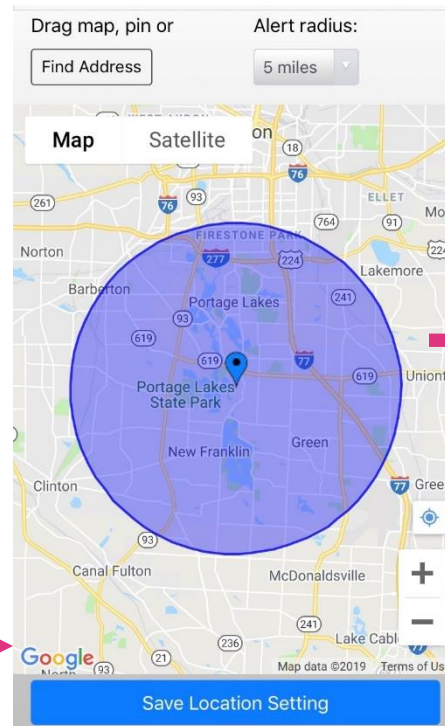 Drag map, pin or
Alert radius:
Find Address
5 miles
Map
Satellite
on
18
76
261
93
76
ELLET
764
91
Mo
FIRESTONE PARK
224
277
224
Norton
Lakemore
Barberton
Portage Lakes
241
93
619
619
77
619
Uniont
Portage Lakes
State Park
New Franklin
Green
Clinton
77
Gree
93
Canal Fulton
McDonaldsville
+
241
−
236
Lake Cabl
Google
93
21
Map data ©2019
Terms of Us
Save Location Setting